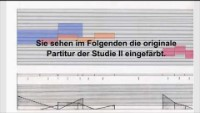 Sie sehen im Folgenden die originale
Partitur der Studie II eingefärbt.